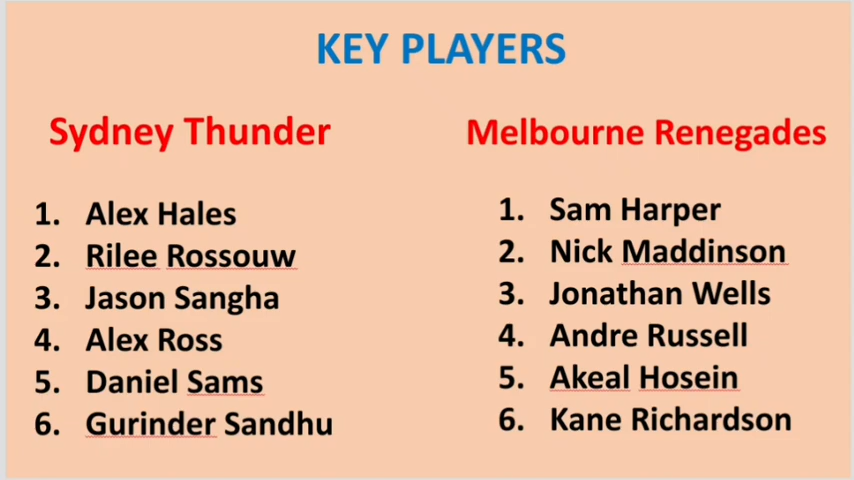 KEY PLAYERS
Sydney Thunder
1. Alex Hales
2. Rilee Rossouw
3. Jason Sangha
4. Alex Ross
5. Daniel Sams
6. Gurinder Sandhu
Melbourne Renegades
1. Sam Harper
2. Nick Maddinson
3. Jonathan Wells
4. Andre Russell
5. Akeal Hosein
6. Kane Richardson